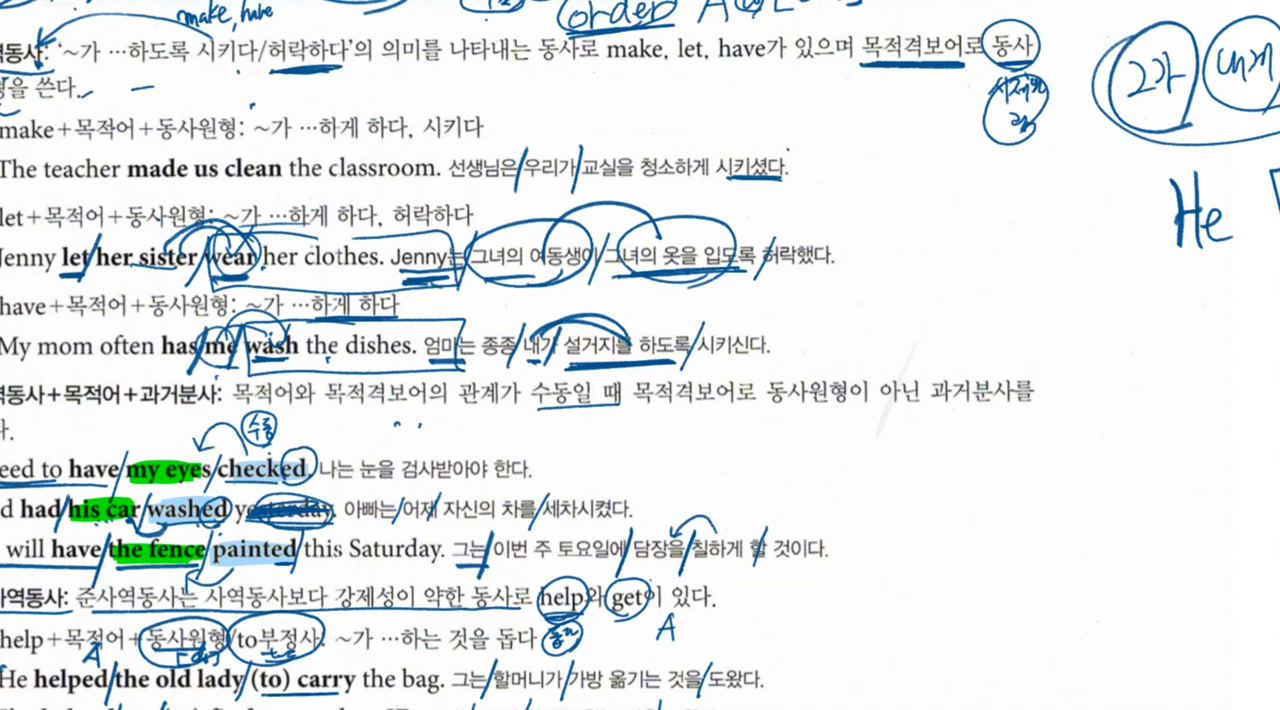 make, have
order A
역동사: '~가 …하도록 시키다/허락하다'의 의미를 나타내는 동사로 make, let, have가 있으며 목적격보어로 동사
형을 쓴다.
그가
make+목적어+동사원형: ~가 …하게 하다, 시키다
The teacher made us clean the classroom. 선생님은 우리가 교실을 청소하게 시키셨다.
He
let+목적어+동사원형: ~가 …하게 하다, 허락하다
Jenny let her sister wear her clothes. Jenny는 그녀의 여동생이 그녀의 옷을 입도록 허락했다.
have+목적어+동사원형: ~가 …하게 하다
My mom often has me wash the dishes. 엄마는 종종 내가 설거지를 하도록 시키신다.
역동사+목적어+과거분사: 목적어와 목적격보어의 관계가 수동일 때 목적격보어로 동사원형이 아닌 과거분사를
다.
수동
eed to have my eyes checked. 나는 눈을 검사받아야 한다.
d had his car washed yesterday. 아빠는 어제 자신의 차를 세차시켰다.
will have the fence painted this Saturday. 그는 이번 주 토요일에 담장을 칠하게 할 것이다.
사역동사: 준사역동사는 사역동사보다 강제성이 약한 동사로 help와 get이 있다.
help+목적어+동사원형/to부정사: ~가 …하는 것을 돕다
A
A
He helped the old lady (to) carry the bag. 그는 할머니가 가방 옮기는 것을 도왔다.